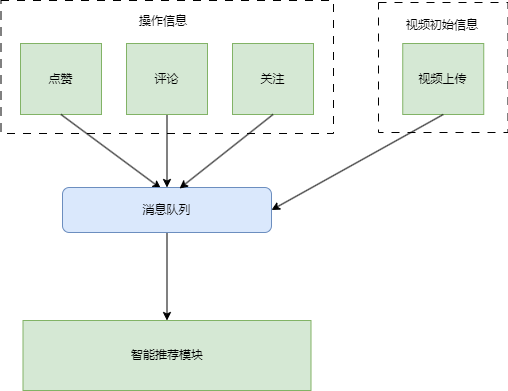 操作信息
视频初始信息
点赞
评论
关注
视频上传
消息队列
智能推荐模块